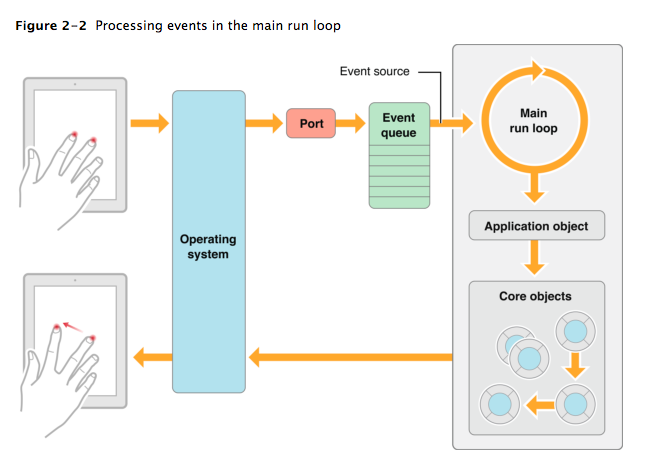 Figure 2-2 Processing events in the main run loop
Event source
Port
Event
queue
Main
run loop
Operating
system
Application object
Core objects